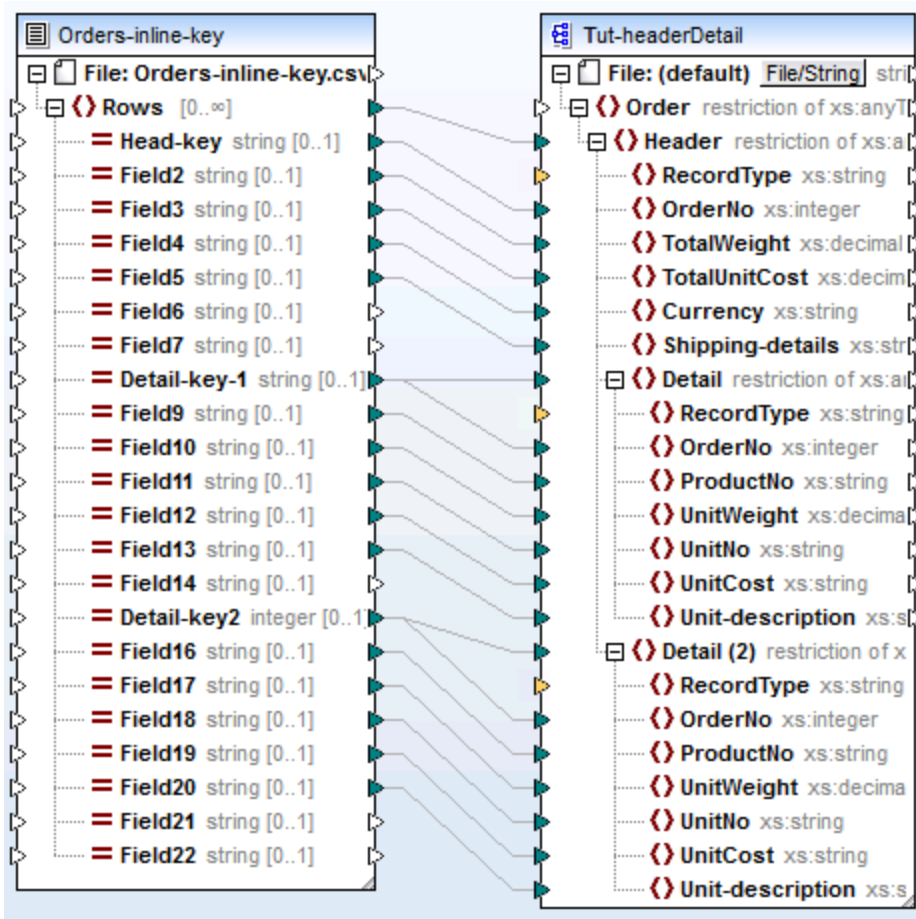 Orders-inline-key
File: Orders-inline-key.csv
Rows [0..∞]
Head-key string [0..1]
Field2 string [0..1]
Field3 string [0..1]
Field4 string [0..1]
Field5 string [0..1]
Field6 string [0..1]
Field7 string [0..1]
Detail-key-1 string [0..1]
Field9 string [0..1]
Field10 string [0..1]
Field11 string [0..1]
Field12 string [0..1]
Field13 string [0..1]
Field14 string [0..1]
Detail-key2 integer [0..1]
Field16 string [0..1]
Field17 string [0..1]
Field18 string [0..1]
Field19 string [0..1]
Field20 string [0..1]
Field21 string [0..1]
Field22 string [0..1]
Tut-headerDetail
File: (default) File/String stri
Order restriction of xs:anyT
Header restriction of xs:a
RecordType xs:string
OrderNo xs:integer
TotalWeight xs:decimal
TotalUnitCost xs:decim
Currency xs:string
Shipping-details xs:str
Detail restriction of xs:an
RecordType xs:string
OrderNo xs:integer
ProductNo xs:string
UnitWeight xs:decima
UnitNo xs:string
UnitCost xs:string
Unit-description xs:s
Detail (2) restriction of x
RecordType xs:string
OrderNo xs:integer
ProductNo xs:string
UnitWeight xs:decima
UnitNo xs:string
UnitCost xs:string
Unit-description xs:s